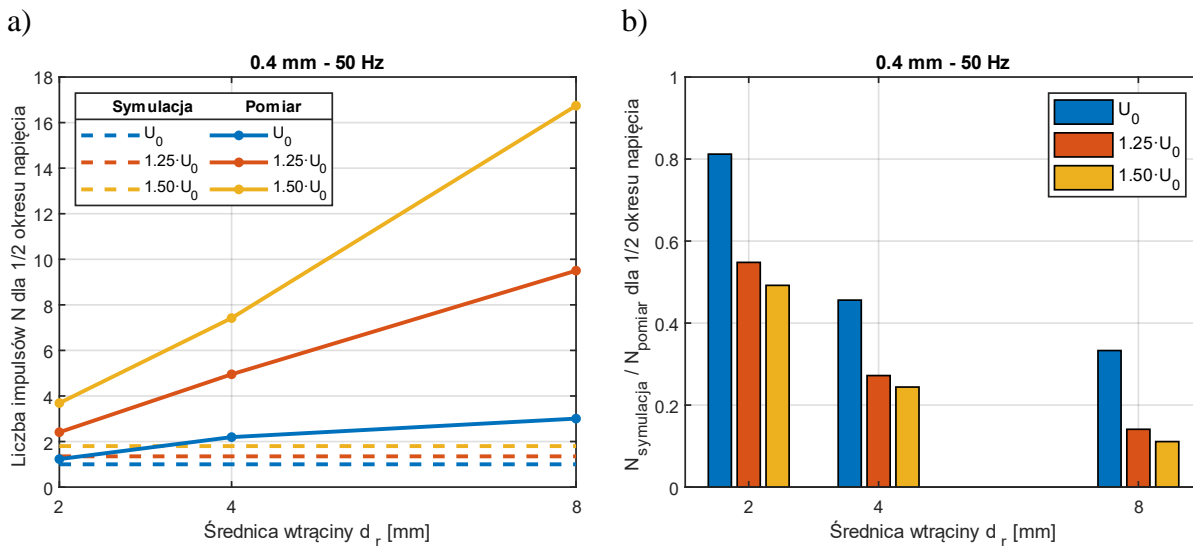 a)
0.4 mm - 50 Hz
Liczba impulsów N dla 1/2 okresu napięcia
18
16
14
12
10
8
6
4
2
0
Symulacja Pomiar
U0 U0
1.25·U0 1.25·U0
1.50·U0 1.50·U0
2 4 8
Średnica wtrąciny d r [mm]
b)
0.4 mm - 50 Hz
Nsymulacja / Npomiar dla 1/2 okresu napięcia
1
0.8
0.6
0.4
0.2
0
U0
1.25·U0
1.50·U0
2 4 8
Średnica wtrąciny d r [mm]